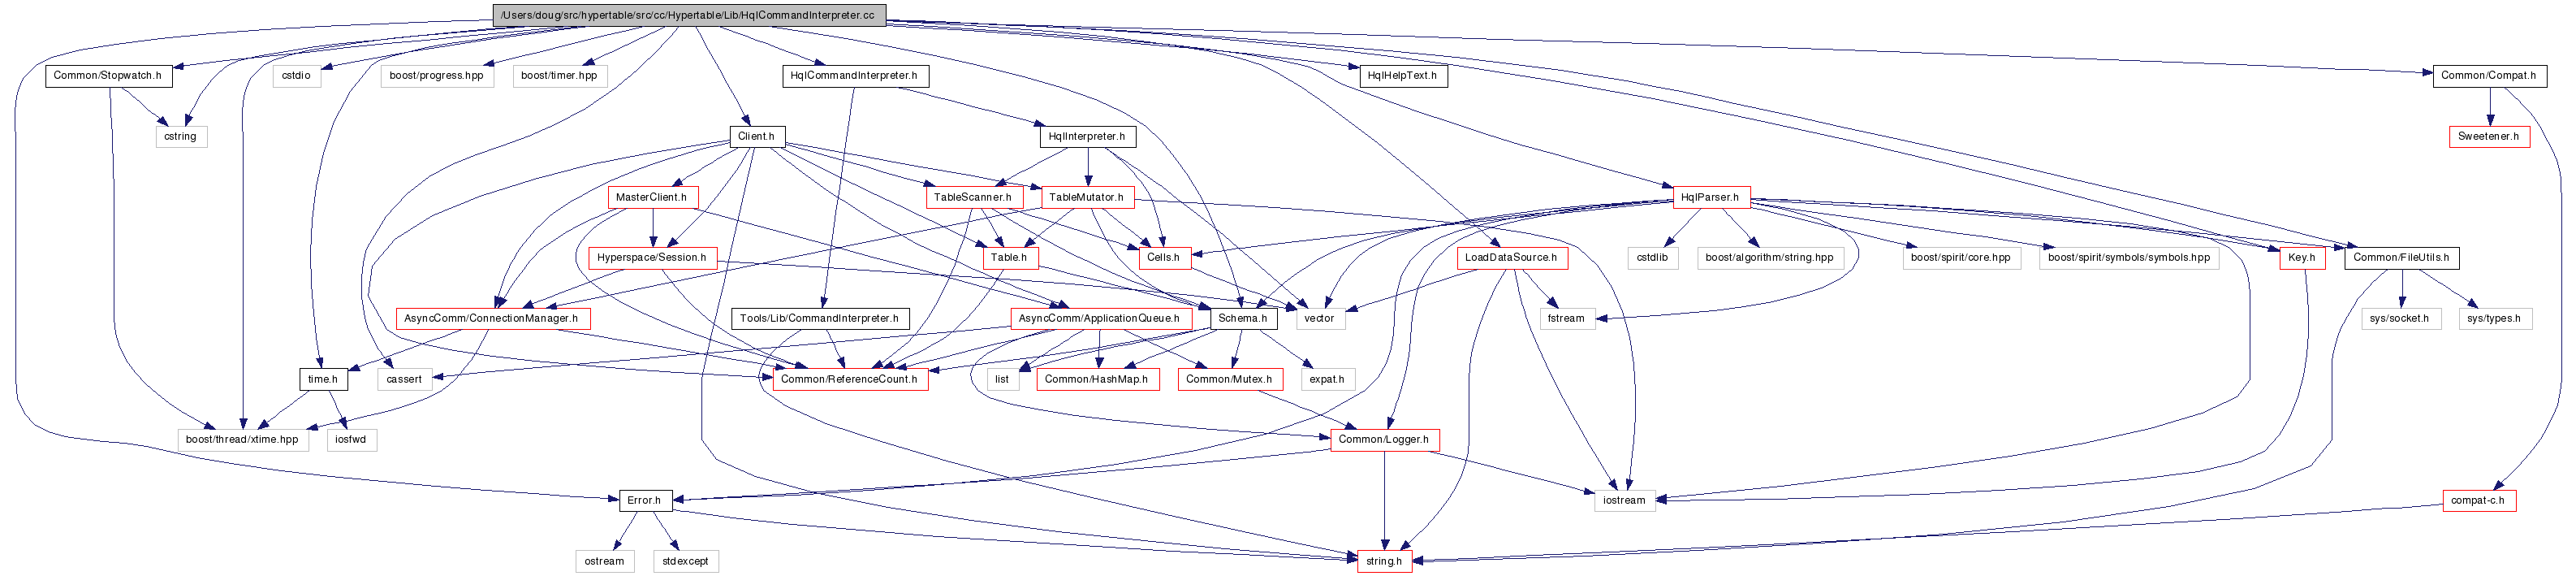 /Users/doug/src/hypertable/src/cc/Hypertable/Lib/HqlCommandInterpreter.cc
Common/Stopwatch.h
cstdio
boost/progress.hpp
boost/timer.hpp
HqlCommandInterpreter.h
HqlHelpText.h
Common/Compat.h
cstring
Client.h
HqlInterpreter.h
Sweetener.h
MasterClient.h
TableScanner.h
TableMutator.h
HqlParser.h
Hyperspace/Session.h
Table.h
Cells.h
LoadDataSource.h
cstdlib
boost/algorithm/string.hpp
boost/spirit/core.hpp
boost/spirit/symbols/symbols.hpp
Key.h
Common/FileUtils.h
AsyncComm/ConnectionManager.h
Tools/Lib/CommandInterpreter.h
AsyncComm/ApplicationQueue.h
Schema.h
vector
fstream
sys/socket.h
sys/types.h
time.h
cassert
Common/ReferenceCount.h
list
Common/HashMap.h
Common/Mutex.h
expat.h
boost/thread/xtime.hpp
iosfwd
Common/Logger.h
Error.h
iostream
compat-c.h
ostream
stdexcept
string.h